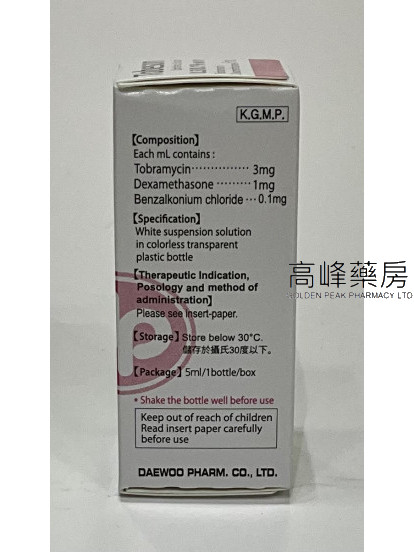 K.G.M.P.
【Composition】
Each mL contains :
Tobramycin·············· 3mg
Dexamethasone ········· 1mg
Benzalkonium chloride ··· 0.1mg
【Specification】
White suspension solution
in colorless transparent
plastic bottle
【Therapeutic Indication,
Posology and method of
administration】
Please see insert-paper.
【Storage】Store below 30°C.
儲存於攝氏30度以下。
【Package】5ml/1bottle/box
• Shake the bottle well before use
Keep out of reach of children
Read insert paper carefully
before use
DAEWOO PHARM. CO., LTD.
高峰藥房
GOLDEN PEAK PHARMACY LTD